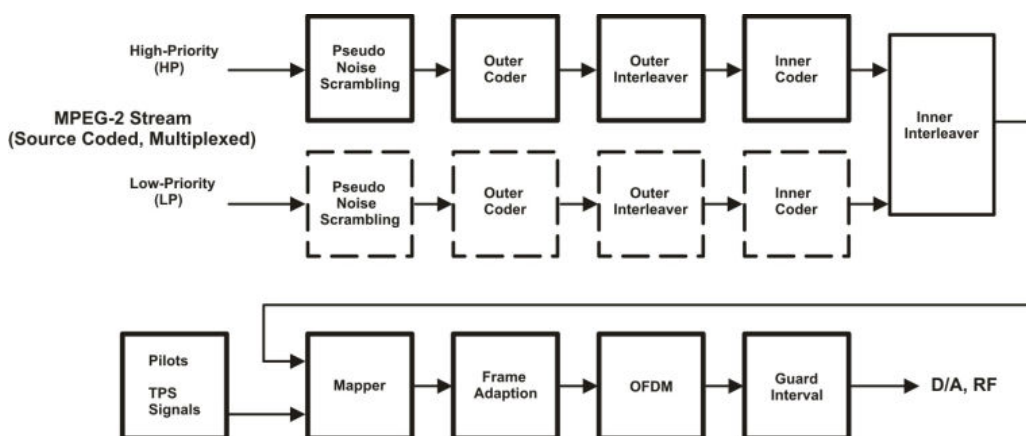 High-Priority
(HP)
Pseudo
Noise
Scrambling
Outer
Coder
Outer
Interleaver
Inner
Coder
Inner
Interleaver
MPEG-2 Stream
(Source Coded, Multiplexed)
Low-Priority
(LP)
Pseudo
Noise
Scrambling
Outer
Coder
Outer
Interleaver
Inner
Coder
Pilots
TPS
Signals
Mapper
Frame
Adaption
OFDM
Guard
Interval
D/A, RF